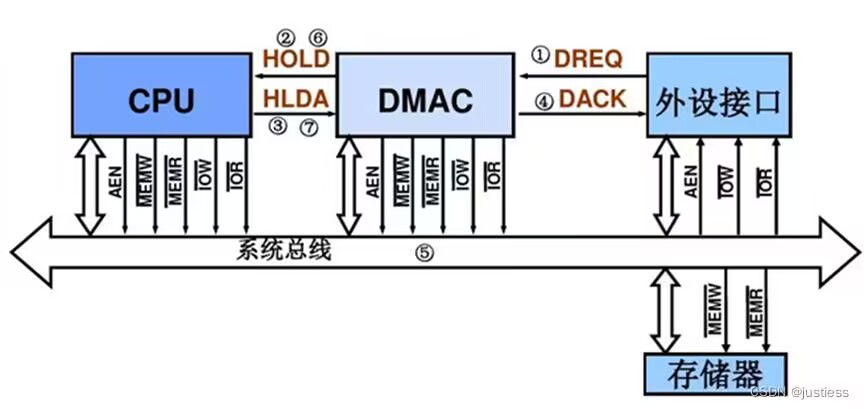 ② ⑥
HOLD
① DREQ
CPU
DMAC
外设接口
HLDA
③ ⑦
④ DACK
AEN
MEMW
MEMR
IOW
IOR
AEN
MEMW
MEMR
IOW
IOR
AEN
IOW
IOR
系统总线
⑤
MEMW
MEMR
存储器
CSDN @justiess